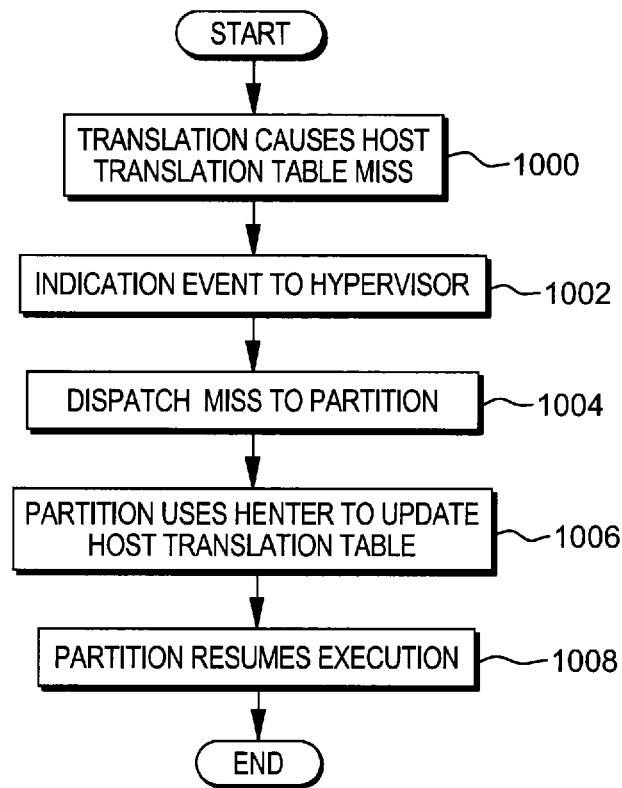 START
TRANSLATION CAUSES HOST
TRANSLATION TABLE MISS
1000
INDICATION EVENT TO HYPERVISOR
1002
DISPATCH MISS TO PARTITION
1004
PARTITION USES HENTER TO UPDATE
HOST TRANSLATION TABLE
1006
PARTITION RESUMES EXECUTION
1008
END